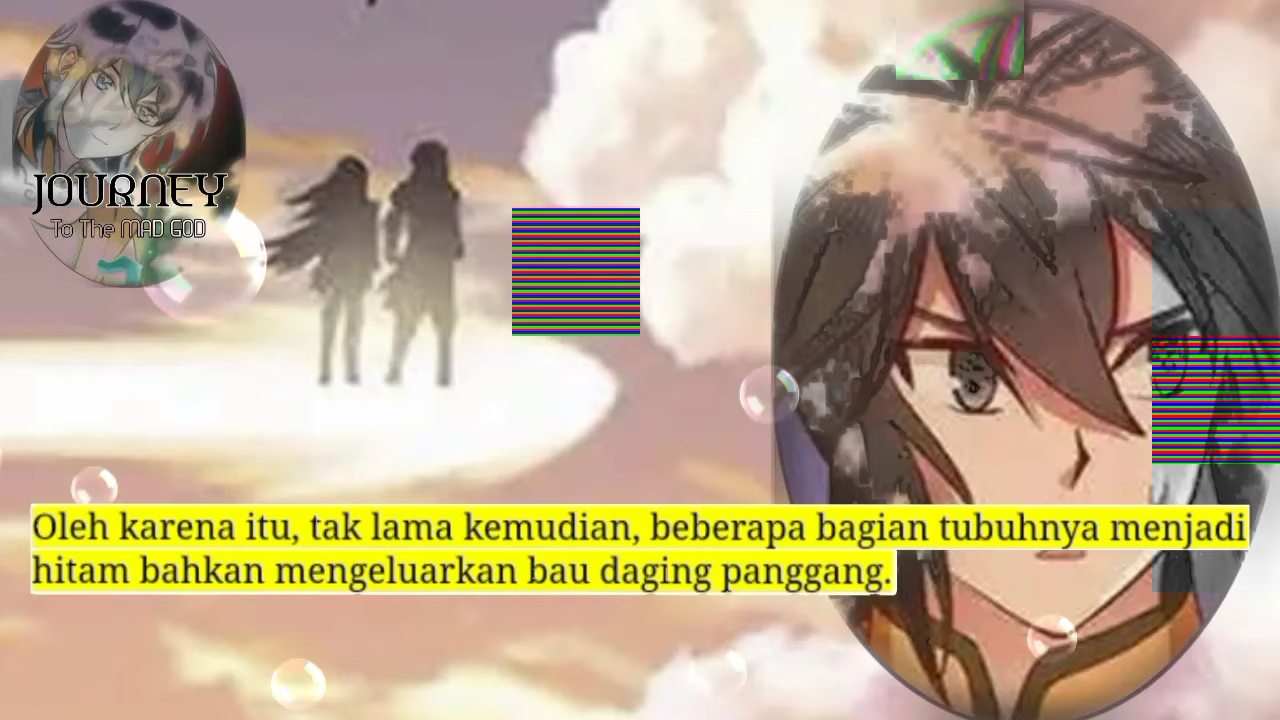 JOURNEY
To The MAD GOD
Oleh karena itu, tak lama kemudian, beberapa bagian tubuhnya menjadi
hitam bahkan mengeluarkan bau daging panggang.